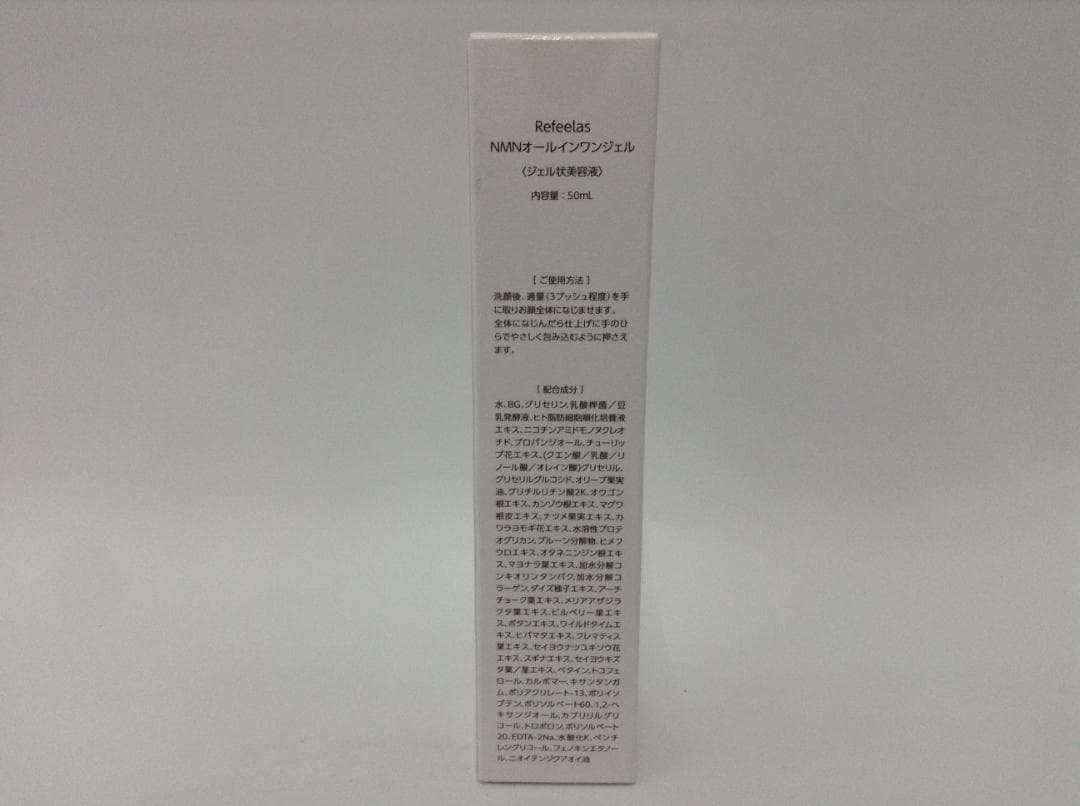 Refeelas
NMNオールインワンジェル
〈ジェル状美容液〉
内容量：50mL
［ご使用方法］
洗顔後、適量（3プッシュ程度）を手
に取りお顔全体になじませます。
全体になじんだら仕上げに手のひ
らでやさしく包み込むように押さえ
ます。
［配合成分］
水、BG、グリセリン、乳酸桿菌／豆
乳発酵液、ヒト脂肪細胞順化培養液
エキス、ニコチンアミドモノヌクレオ
チド、プロパンジオール、チューリッ
プ花エキス、(クエン酸／乳酸／リ
ノール酸／オレイン酸)グリセリル、
グリセリルグルコシド、オリーブ果実
油、グリチルリチン酸2K、オウゴン
根エキス、カンゾウ根エキス、マグワ
根皮エキス、ナツメ果実エキス、カ
ワラヨモギ花エキス、水溶性プロテ
オグリカン、プルーン分解物、ヒメフ
ウロエキス、オタネニンジン根エキ
ス、マヨナラ葉エキス、加水分解コ
ンキオリンタンパク、加水分解コ
ラーゲン、ダイズ種子エキス、アーチ
チョーク葉エキス、メリアアザジラ
クタ葉エキス、ビルベリー葉エキ
ス、ボタンエキス、ワイルドタイムエ
キス、ヒバマタエキス、クレマティス
葉エキス、セイヨウナツユキソウ花
エキス、スギナエキス、セイヨウキズ
タ葉／茎エキス、ベタイン、トコフェ
ロール、カルボマー、キサンタンガ
ム、ポリアクリレート-13、ポリイソ
ブテン、ポリソルベート60、1,2-ヘ
キサンジオール、カプリリルグリ
コール、トロポロン、ポリソルベート
20、EDTA-2Na、水酸化K、ペンチ
レングリコール、フェノキシエタノー
ル、ニオイテンジクアオイ油